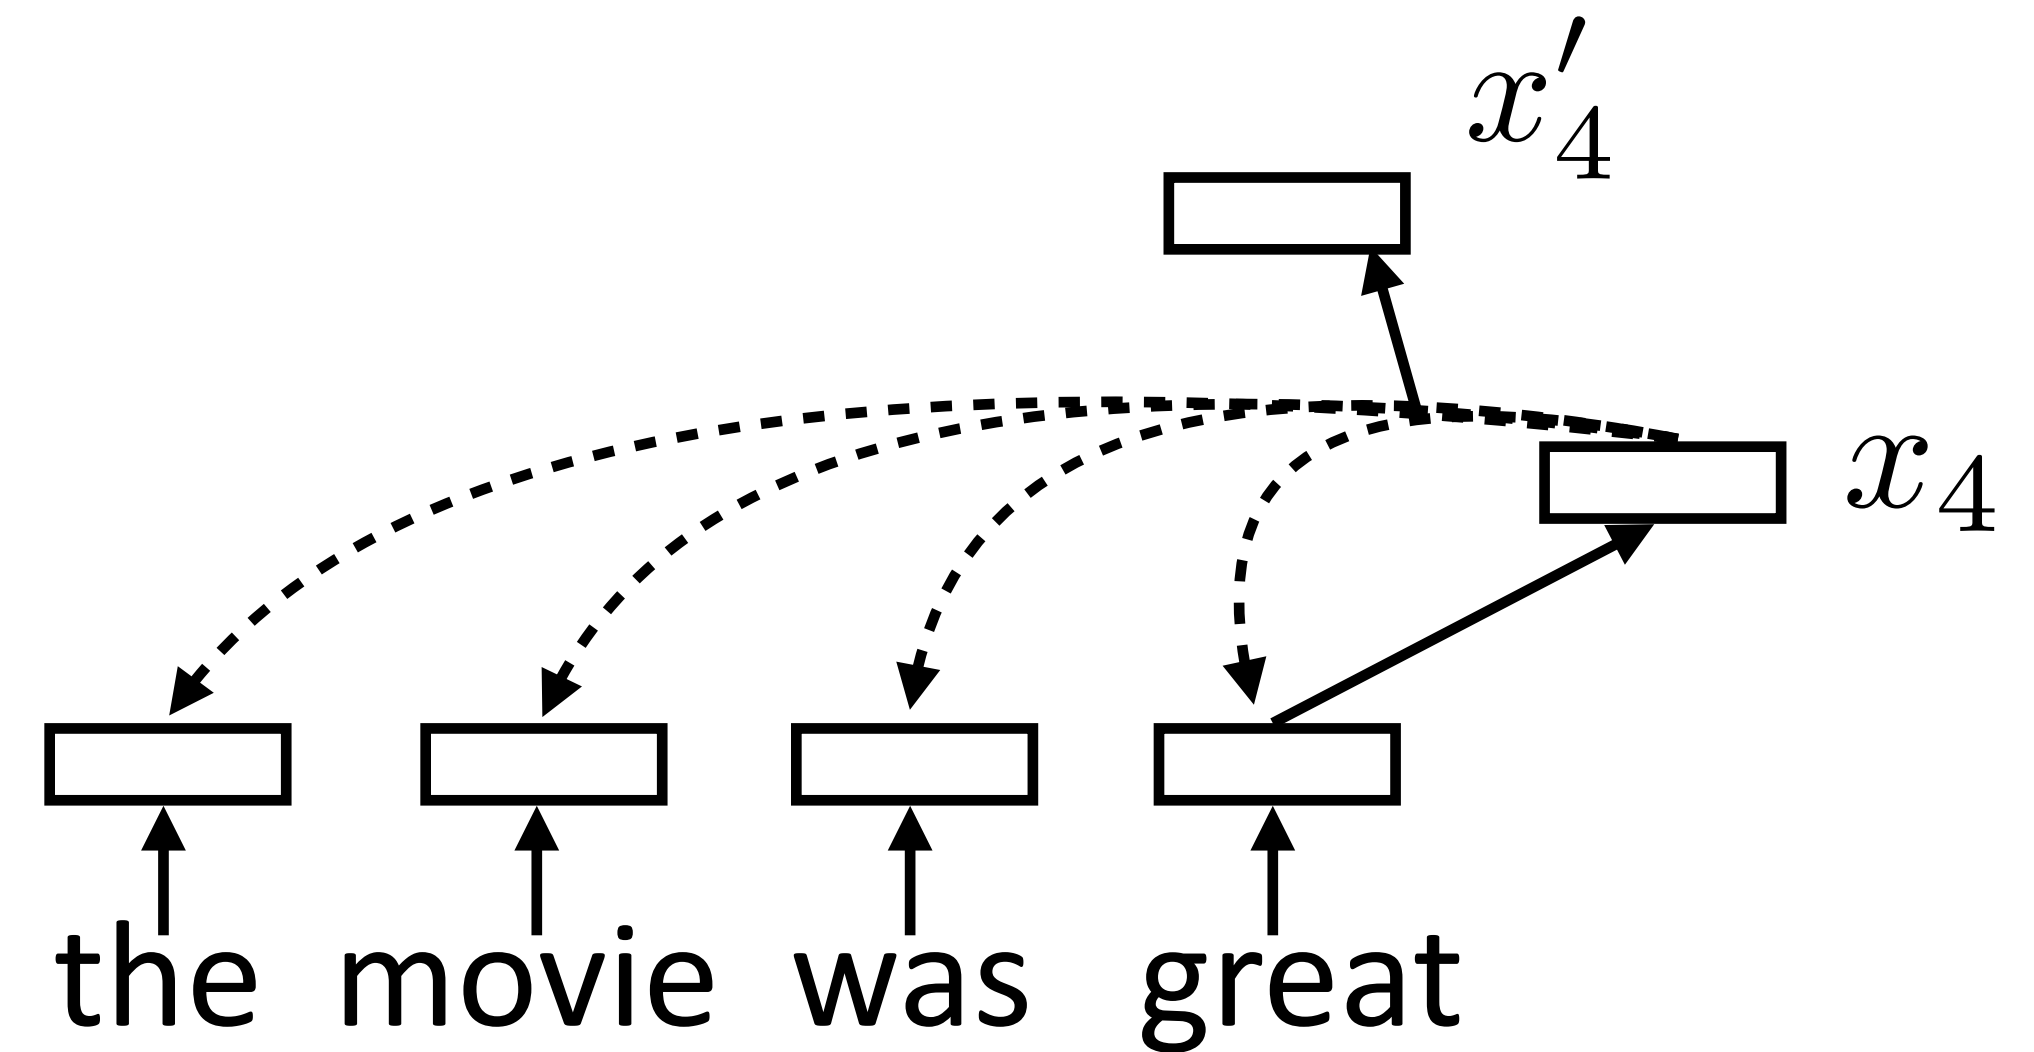 x'₄
x₄
the movie was great